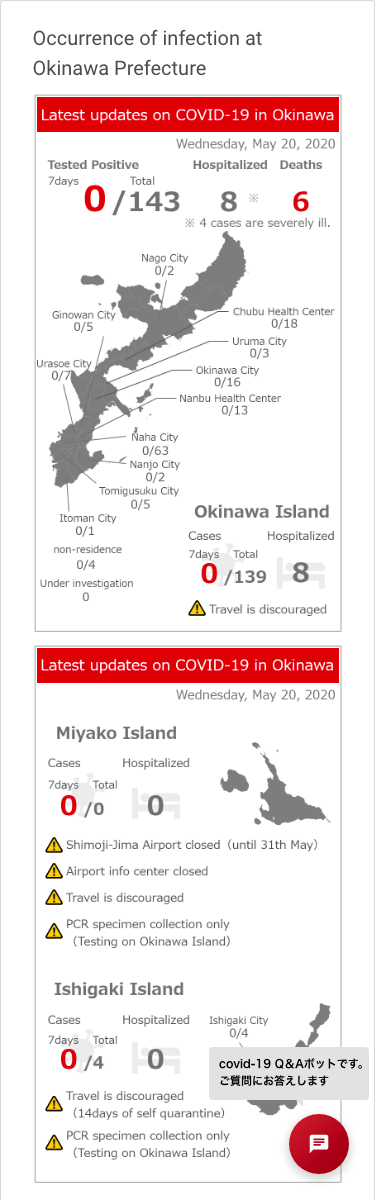 Occurrence of infection at
Okinawa Prefecture
Latest updates on COVID-19 in Okinawa
Wednesday, May 20, 2020
Tested Positive Hospitalized Deaths
7days Total
0/143 8 ※ 6
※ 4 cases are severely ill.
Nago City
0/2
Ginowan City
0/5
Chubu Health Center
0/18
Uruma City
0/3
Urasoe City
0/7
Okinawa City
0/16
Nanbu Health Center
0/13
Naha City
0/63
Nanjo City
0/2
Tomigusuku City
0/5
Itoman City
0/1
non-residence
0/4
Under investigation
0
Okinawa Island
Cases Hospitalized
7days Total
0/139 8
Travel is discouraged
Latest updates on COVID-19 in Okinawa
Wednesday, May 20, 2020
Miyako Island
Cases Hospitalized
7days Total
0/0 0
Shimoji-Jima Airport closed（until 31th May）
Airport info center closed
Travel is discouraged
PCR specimen collection only
（Testing on Okinawa Island）
Ishigaki Island
Cases Hospitalized
7days Total
0/4 0
Ishigaki City
0/4
Travel is discouraged
（14days of self quarantine）
PCR specimen collection only
（Testing on Okinawa Island）
covid-19 Q&Aボットです。
ご質問にお答えします